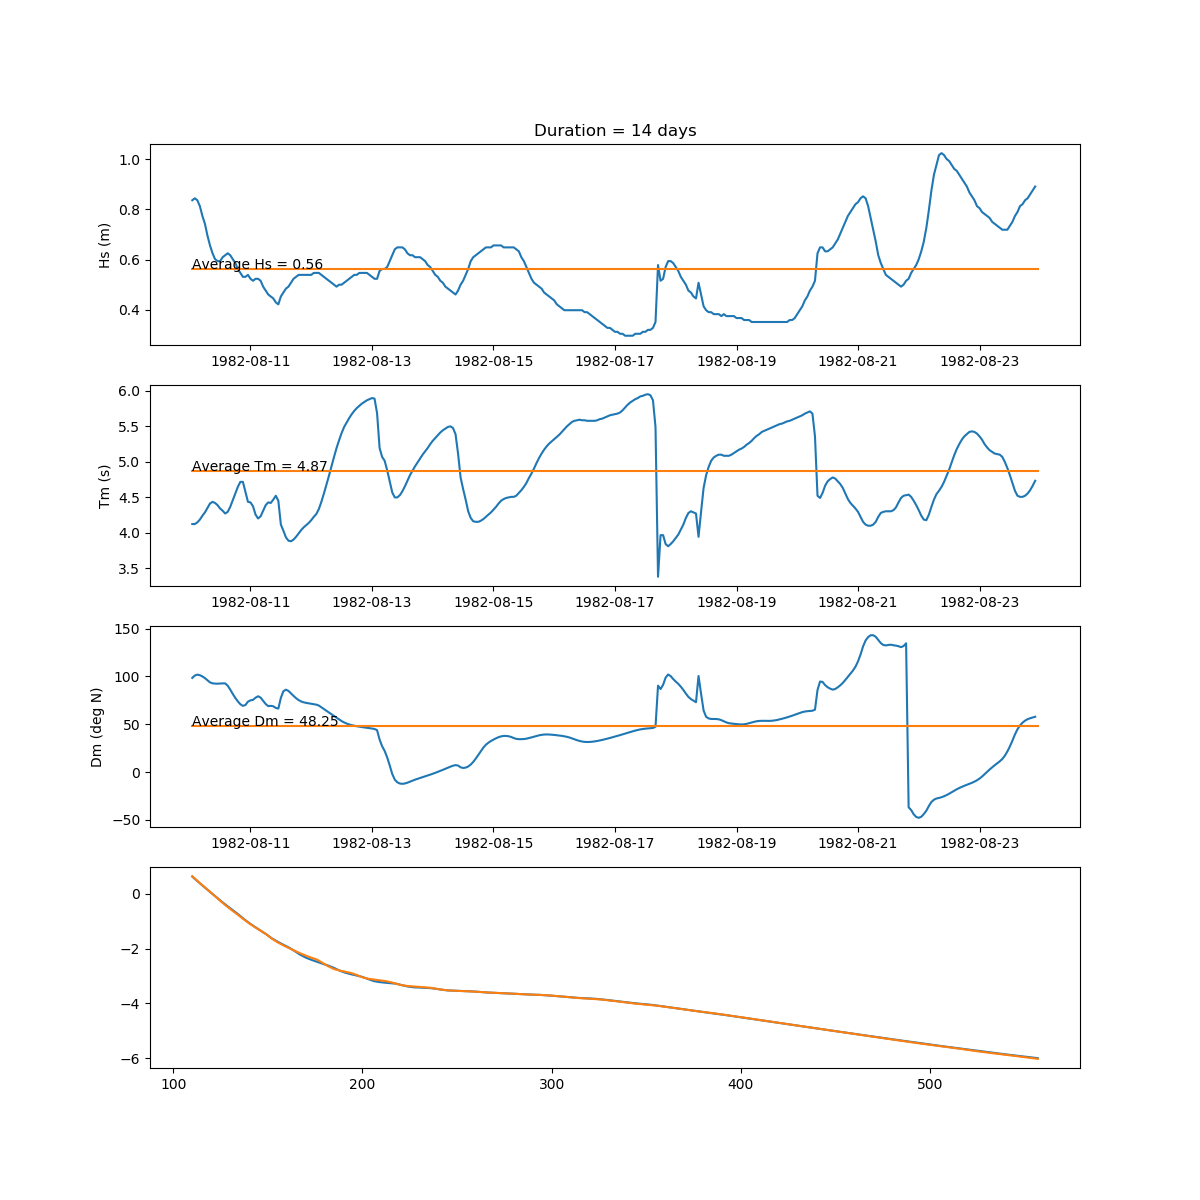 Duration = 14 days
1.0
0.8
0.6
0.4
Hs (m)
Average Hs = 0.56
1982-08-11 1982-08-13 1982-08-15 1982-08-17 1982-08-19 1982-08-21 1982-08-23
6.0
5.5
5.0
4.5
4.0
3.5
Tm (s)
Average Tm = 4.87
1982-08-11 1982-08-13 1982-08-15 1982-08-17 1982-08-19 1982-08-21 1982-08-23
150
100
50
0
−50
Dm (deg N)
Average Dm = 48.25
1982-08-11 1982-08-13 1982-08-15 1982-08-17 1982-08-19 1982-08-21 1982-08-23
0
−2
−4
−6
100 200 300 400 500